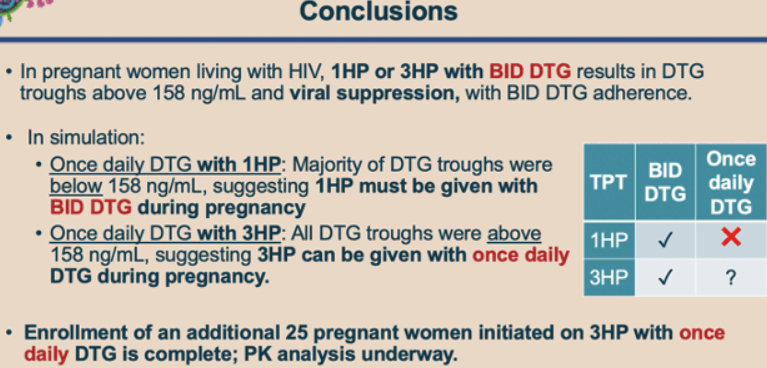 Conclusions
• In pregnant women living with HIV, 1HP or 3HP with BID DTG results in DTG
troughs above 158 ng/mL and viral suppression, with BID DTG adherence.
• In simulation:
• Once daily DTG with 1HP: Majority of DTG troughs were
below 158 ng/mL, suggesting 1HP must be given with
BID DTG during pregnancy
• Once daily DTG with 3HP: All DTG troughs were above
158 ng/mL, suggesting 3HP can be given with once daily
DTG during pregnancy.
TPT BID DTG Once daily DTG
1HP ✓ ✕
3HP ✓ ?
• Enrollment of an additional 25 pregnant women initiated on 3HP with once
daily DTG is complete; PK analysis underway.